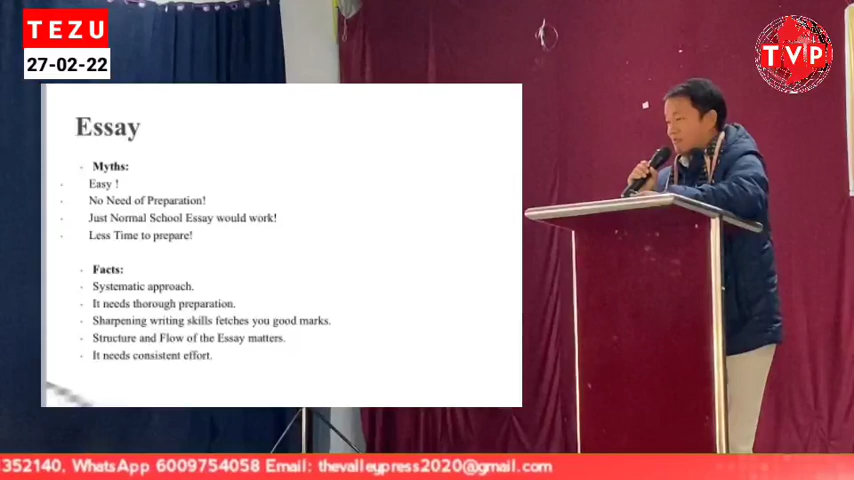 TEZU
27-02-22
TVP
Essay
· Myths:
· Easy !
· No Need of Preparation!
· Just Normal School Essay would work!
· Less Time to prepare!
· Facts:
· Systematic approach.
· It needs thorough preparation.
· Sharpening writing skills fetches you good marks.
· Structure and Flow of the Essay matters.
· It needs consistent effort.
352140, WhatsApp 6009754058 Email: thevalleypress2020@gmail.com